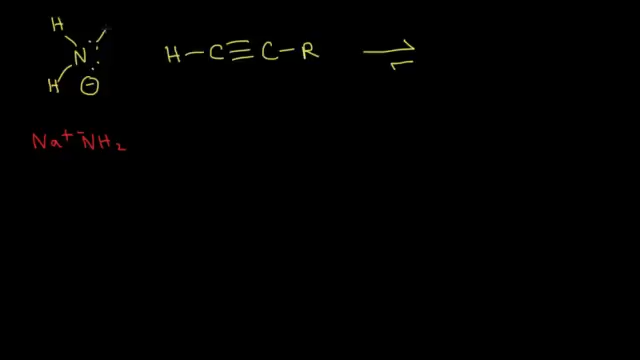 H
N
H ⊖
H–C≡C–R ⇌
Na⁺ ⁻NH₂